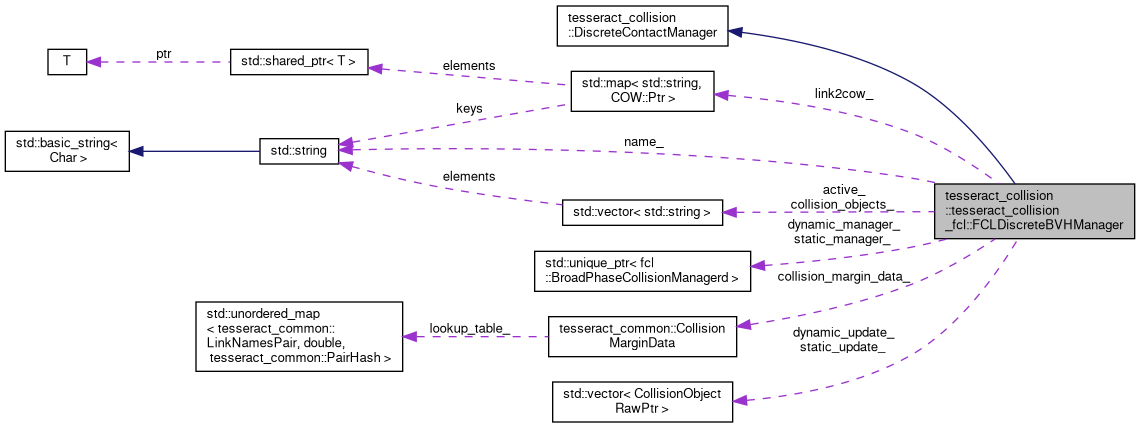 tesseract_collision
::DiscreteContactManager
T
ptr
std::shared_ptr< T >
elements
std::map< std::string,
COW::Ptr >
link2cow_
keys
std::basic_string<
Char >
std::string
name_
elements
std::vector< std::string >
active_
collision_objects_
tesseract_collision
::tesseract_collision
_fcl::FCLDiscreteBVHManager
dynamic_manager_
static_manager_
std::unique_ptr< fcl
::BroadPhaseCollisionManagerd >
collision_margin_data_
std::unordered_map
< tesseract_common::
LinkNamesPair, double,
tesseract_common::PairHash >
lookup_table_
tesseract_common::Collision
MarginData
dynamic_update_
static_update_
std::vector< CollisionObject
RawPtr >